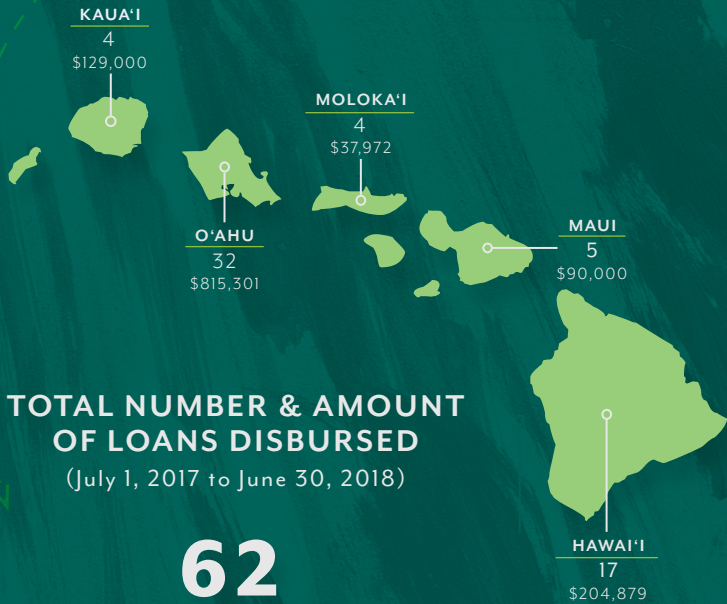 KAUAʻI
4
$129,000
MOLOKAʻI
4
$37,972
OʻAHU
32
$815,301
MAUI
5
$90,000
TOTAL NUMBER & AMOUNT
OF LOANS DISBURSED
(July 1, 2017 to June 30, 2018)
62
HAWAIʻI
17
$204,879